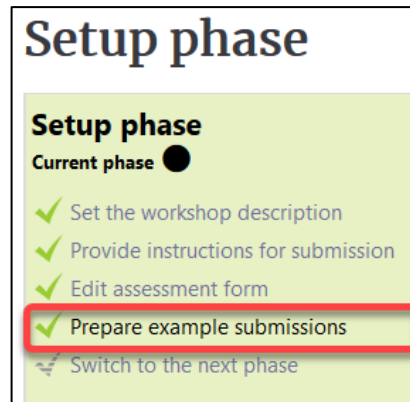 Setup phase
Setup phase
Current phase
Set the workshop description
Provide instructions for submission
Edit assessment form
Prepare example submissions
Switch to the next phase